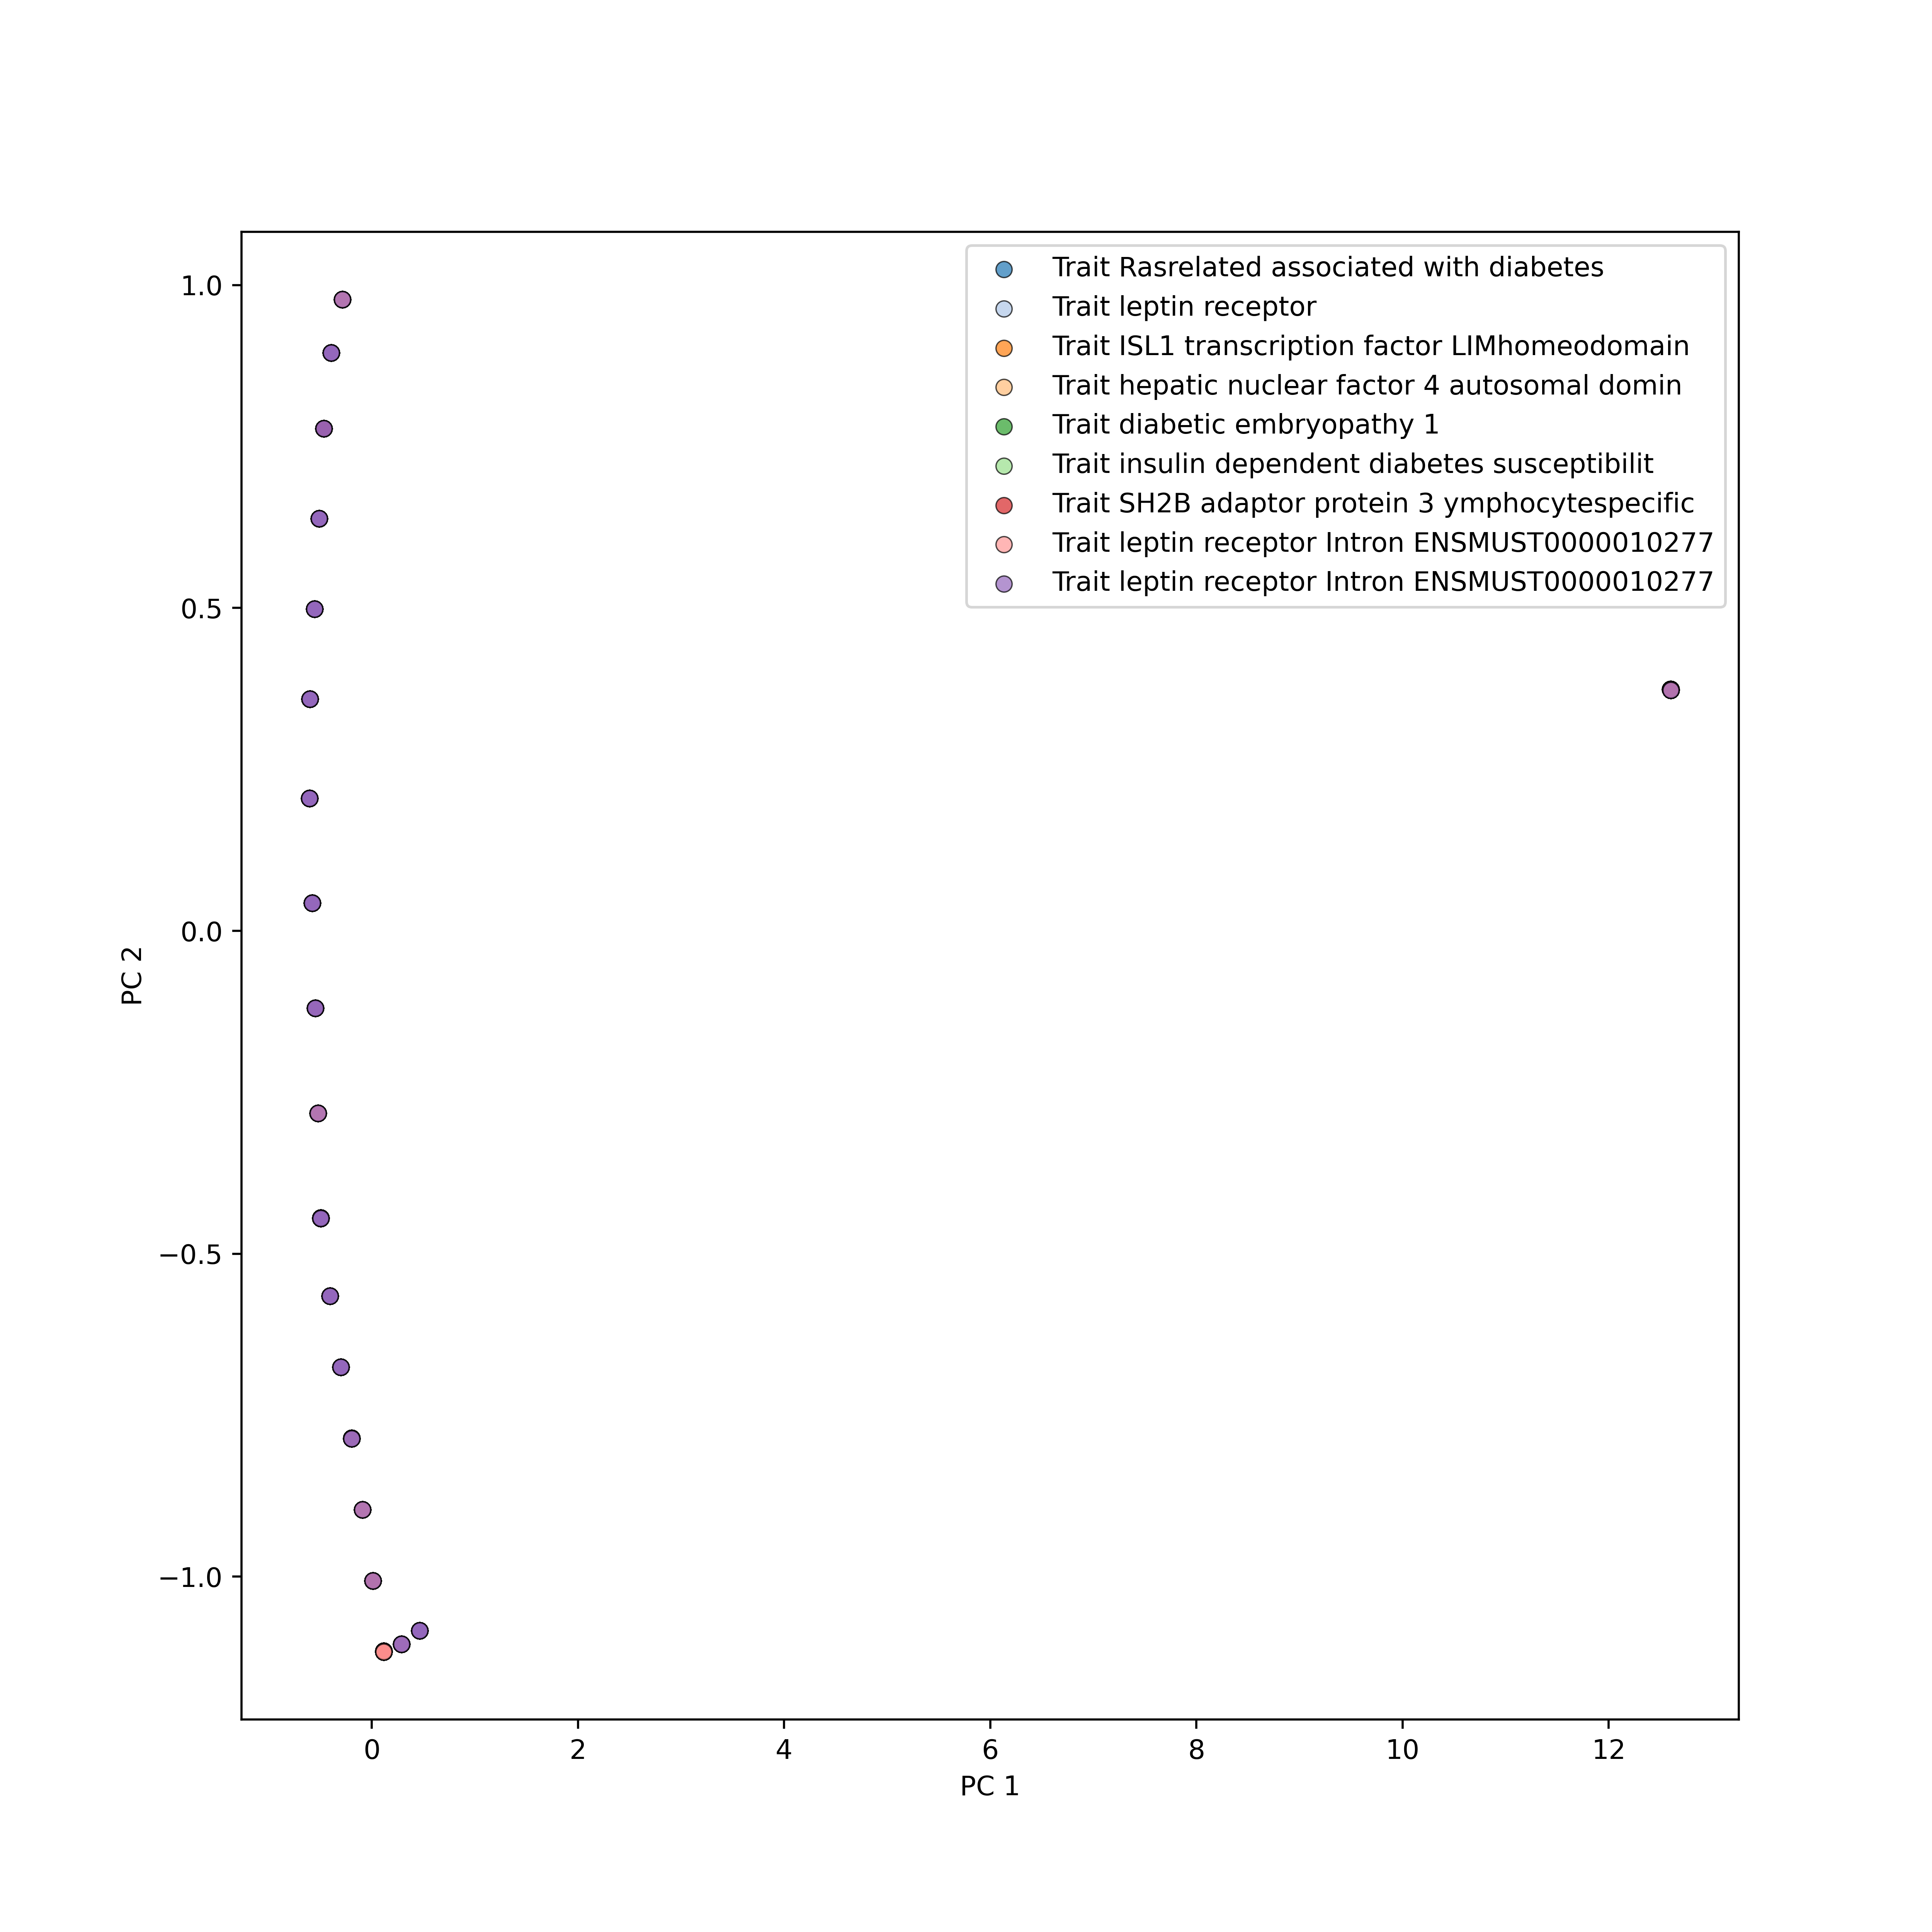 Trait Rasrelated associated with diabetes
Trait leptin receptor
Trait ISL1 transcription factor LIMhomeodomain
Trait hepatic nuclear factor 4 autosomal domin
Trait diabetic embryopathy 1
Trait insulin dependent diabetes susceptibilit
Trait SH2B adaptor protein 3 ymphocytespecific
Trait leptin receptor Intron ENSMUST0000010277
Trait leptin receptor Intron ENSMUST0000010277
1.0
0.5
0.0
−0.5
−1.0
PC 2
0 2 4 6 8 10 12
PC 1